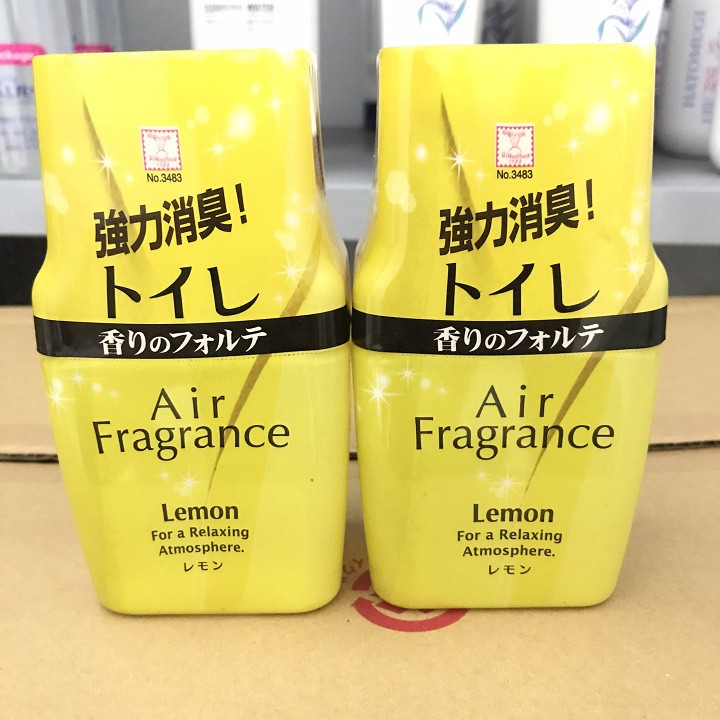 No.3483
強力消臭!
トイレ
香りのフォルテ
Air
Fragrance
Lemon
For a Relaxing
Atmosphere.
レモン
No.3483
強力消臭!
トイレ
香りのフォルテ
Air
Fragrance
Lemon
For a Relaxing
Atmosphere.
レモン
HATOMUGI